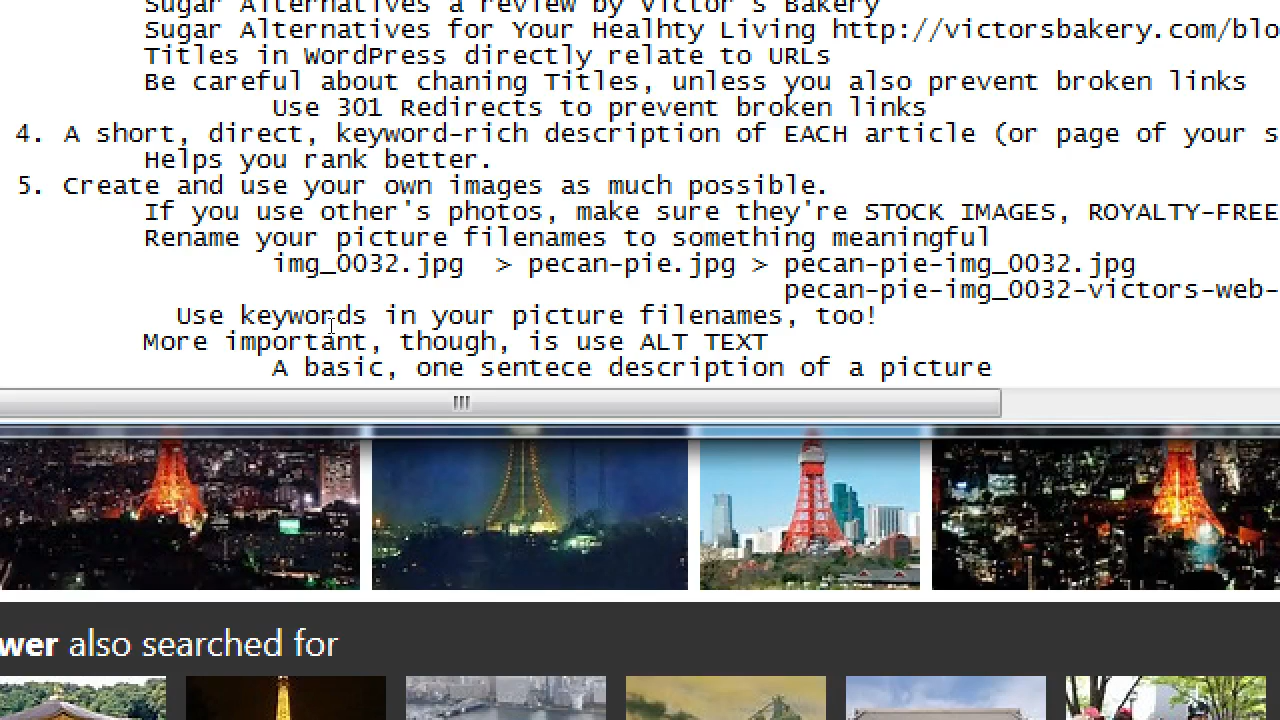 Sugar Alternatives a review by Victor's Bakery
Sugar Alternatives for Your Healhty Living http://victorsbakery.com/blo
Titles in WordPress directly relate to URLs
Be careful about chaning Titles, unless you also prevent broken links
Use 301 Redirects to prevent broken links
4. A short, direct, keyword-rich description of EACH article (or page of your s
Helps you rank better.
5. Create and use your own images as much possible.
If you use other's photos, make sure they're STOCK IMAGES, ROYALTY-FREE
Rename your picture filenames to something meaningful
img_0032.jpg > pecan-pie.jpg > pecan-pie-img_0032.jpg
pecan-pie-img_0032-victors-web-
Use keywords in your picture filenames, too!
More important, though, is use ALT TEXT
A basic, one sentece description of a picture
wer also searched for